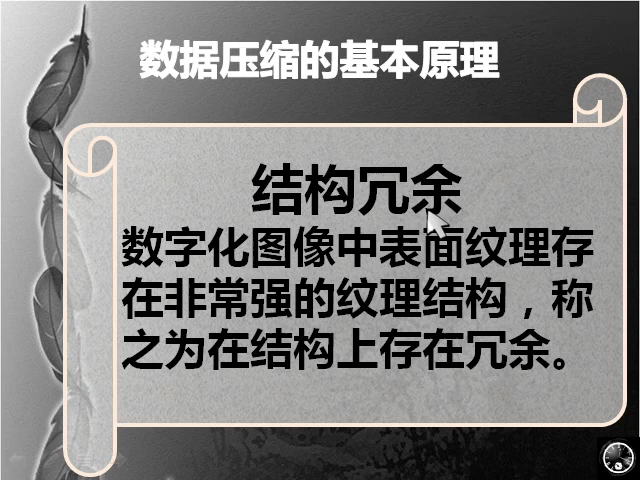 数据压缩的基本原理
结构冗余
数字化图像中表面纹理存
在非常强的纹理结构，称
之为在结构上存在冗余。